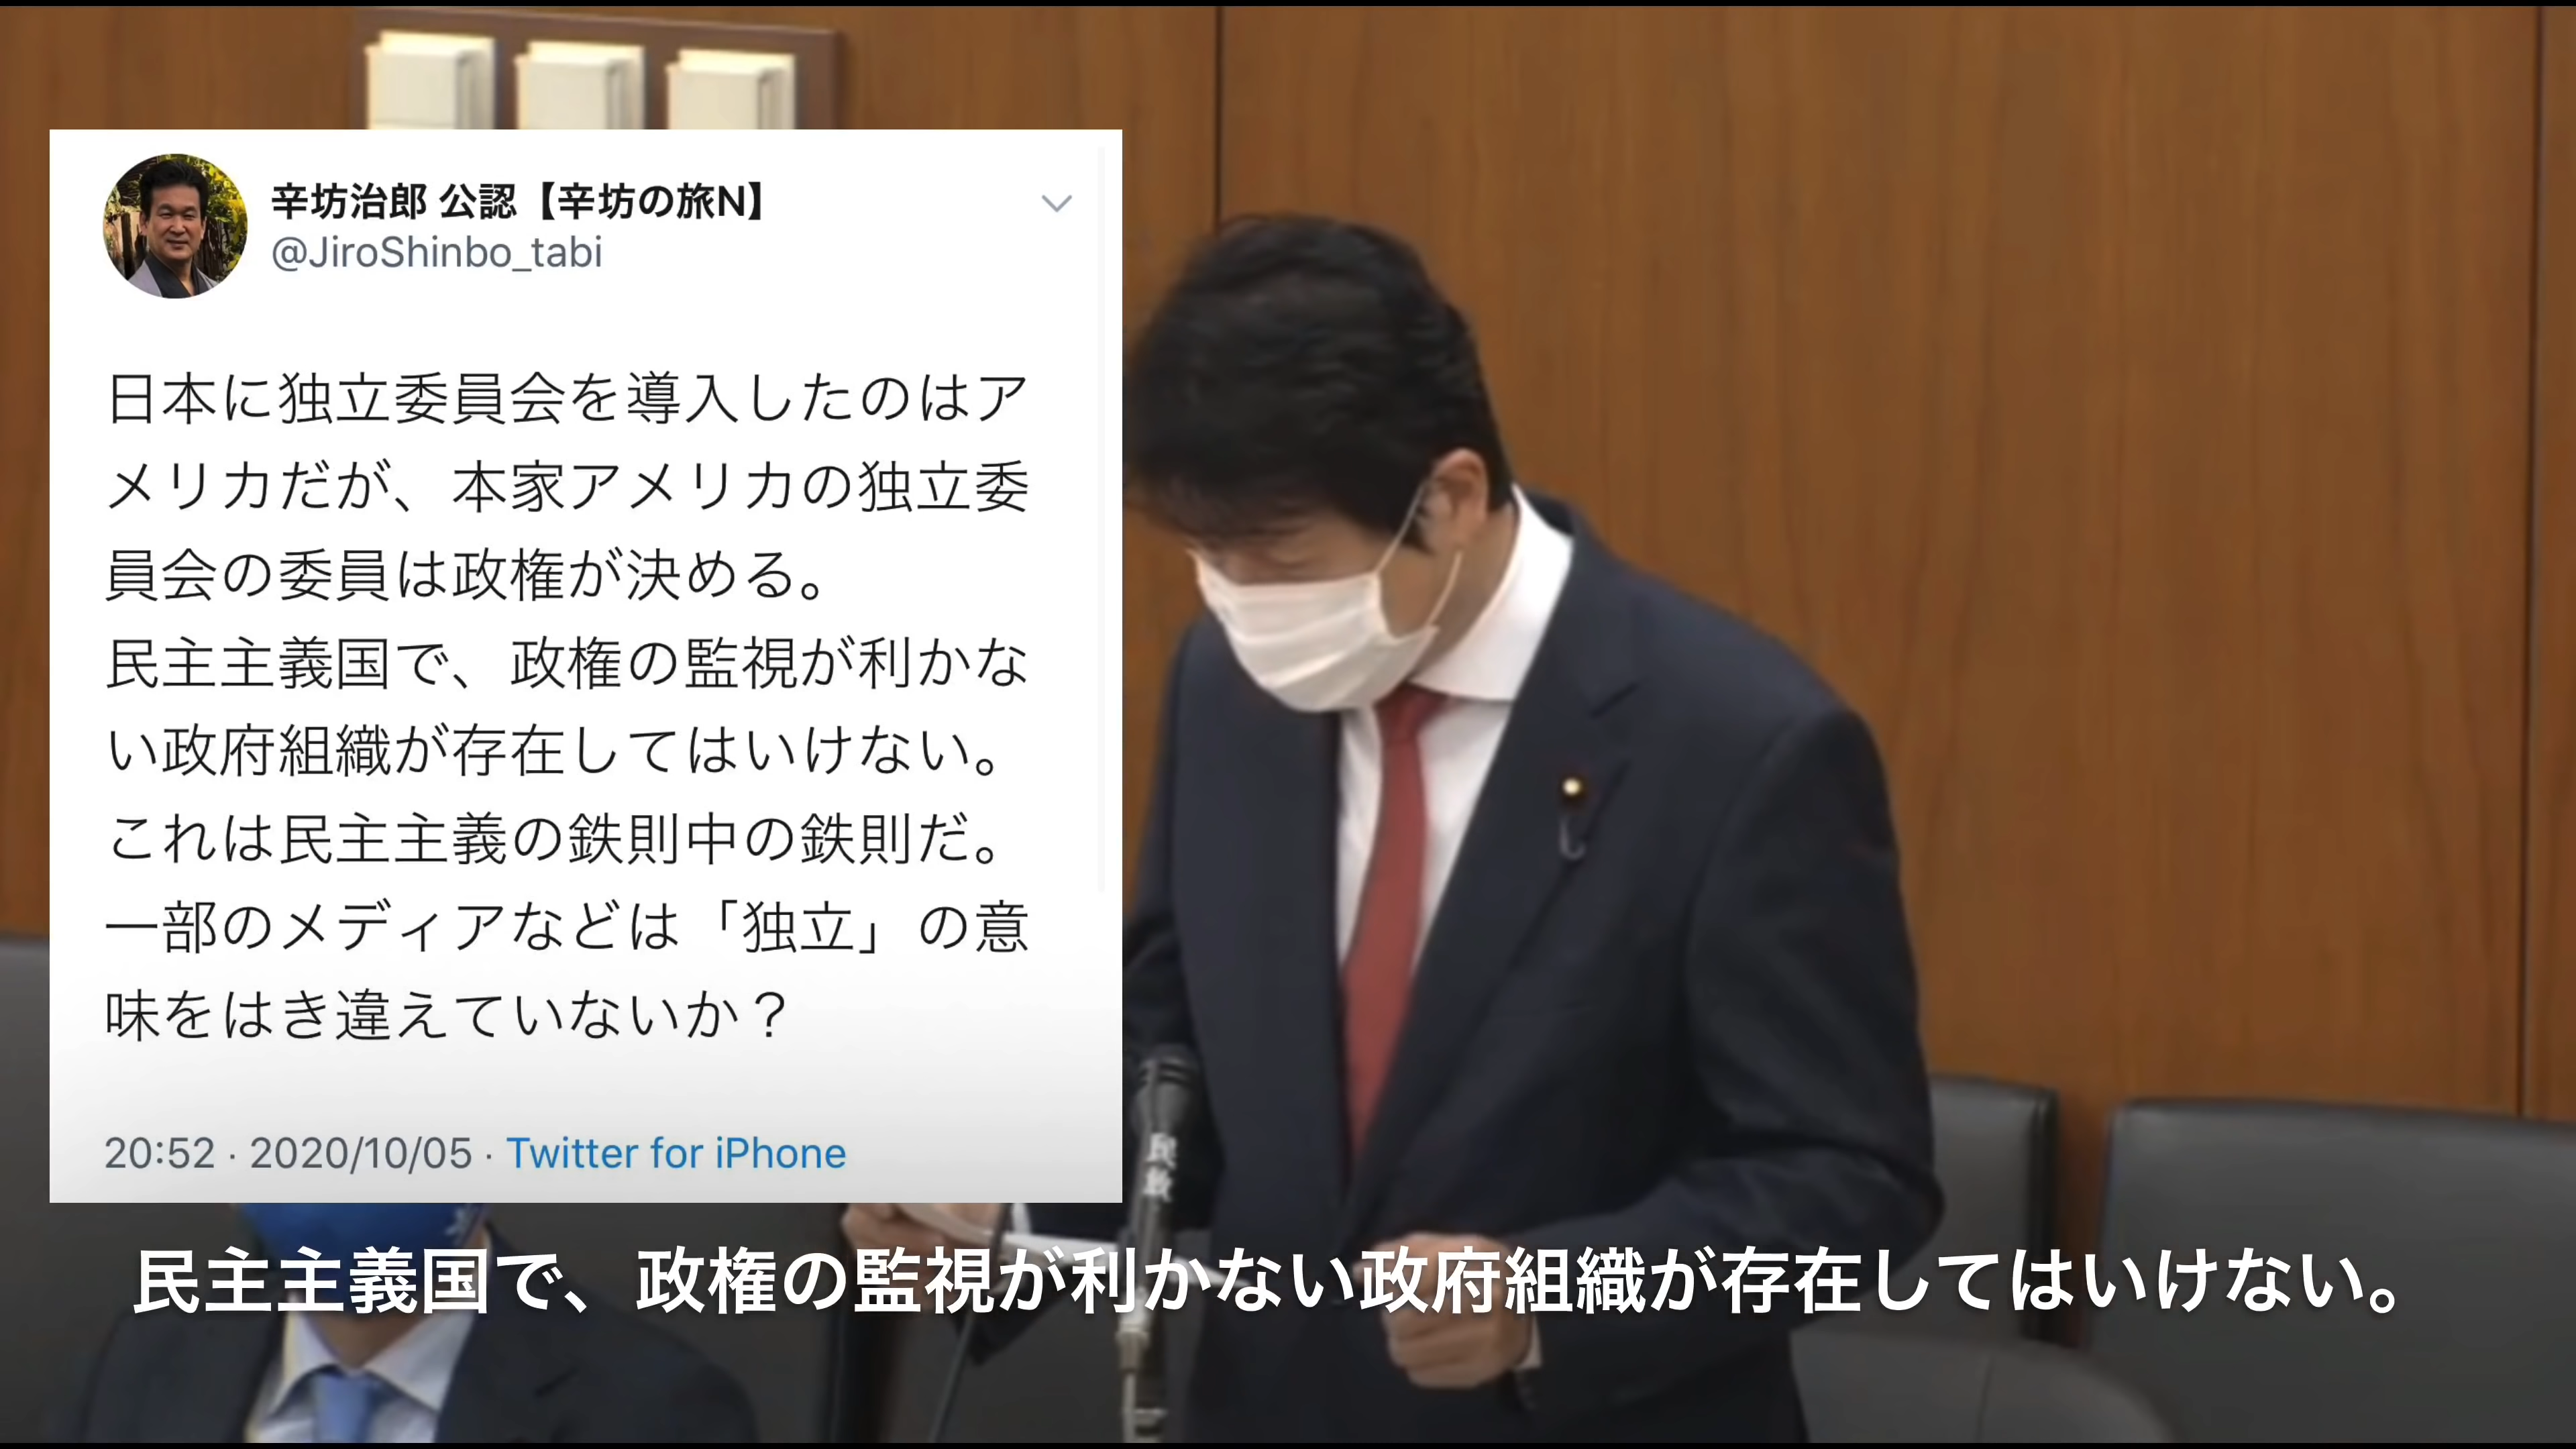 辛坊治郎 公認【辛坊の旅N】
@JiroShinbo_tabi
日本に独立委員会を導入したのはア
メリカだが、本家アメリカの独立委
員会の委員は政権が決める。
民主主義国で、政権の監視が利かな
い政府組織が存在してはいけない。
これは民主主義の鉄則中の鉄則だ。
一部のメディアなどは「独立」の意
味をはき違えていないか？
20:52 · 2020/10/05 · Twitter for iPhone
民放
民主主義国で、政権の監視が利かない政府組織が存在してはいけない。